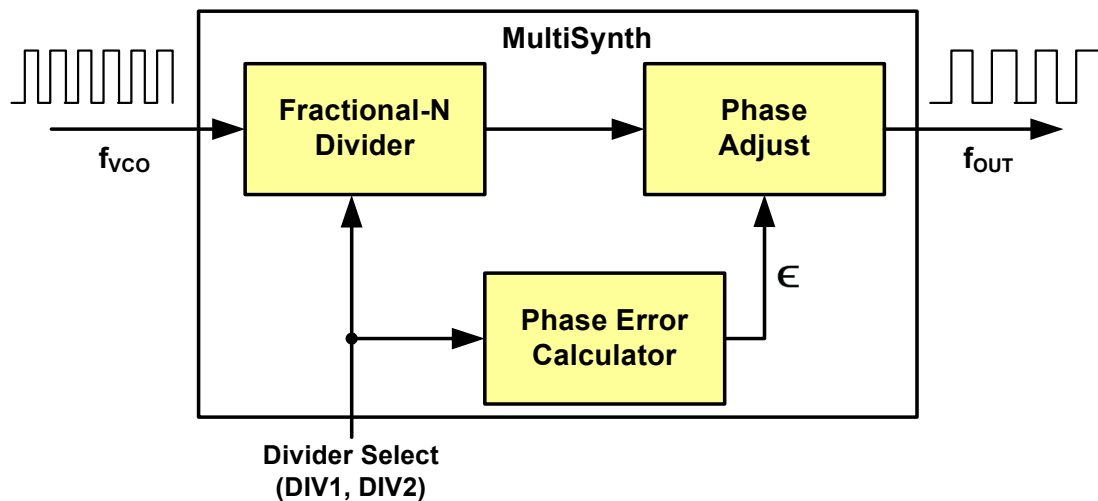 MultiSynth
Fractional-N
Divider
Phase
Adjust
fVCO
fOUT
ϵ
Phase Error
Calculator
Divider Select
(DIV1, DIV2)